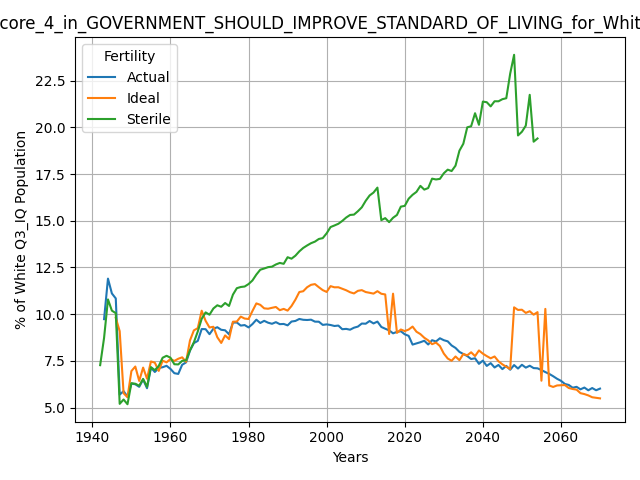 core_4_in_GOVERNMENT_SHOULD_IMPROVE_STANDARD_OF_LIVING_for_Whit
Fertility
Actual
Ideal
Sterile
% of White Q3_IQ Population
22.5
20.0
17.5
15.0
12.5
10.0
7.5
5.0
1940
1960
1980
2000
2020
2040
2060
Years